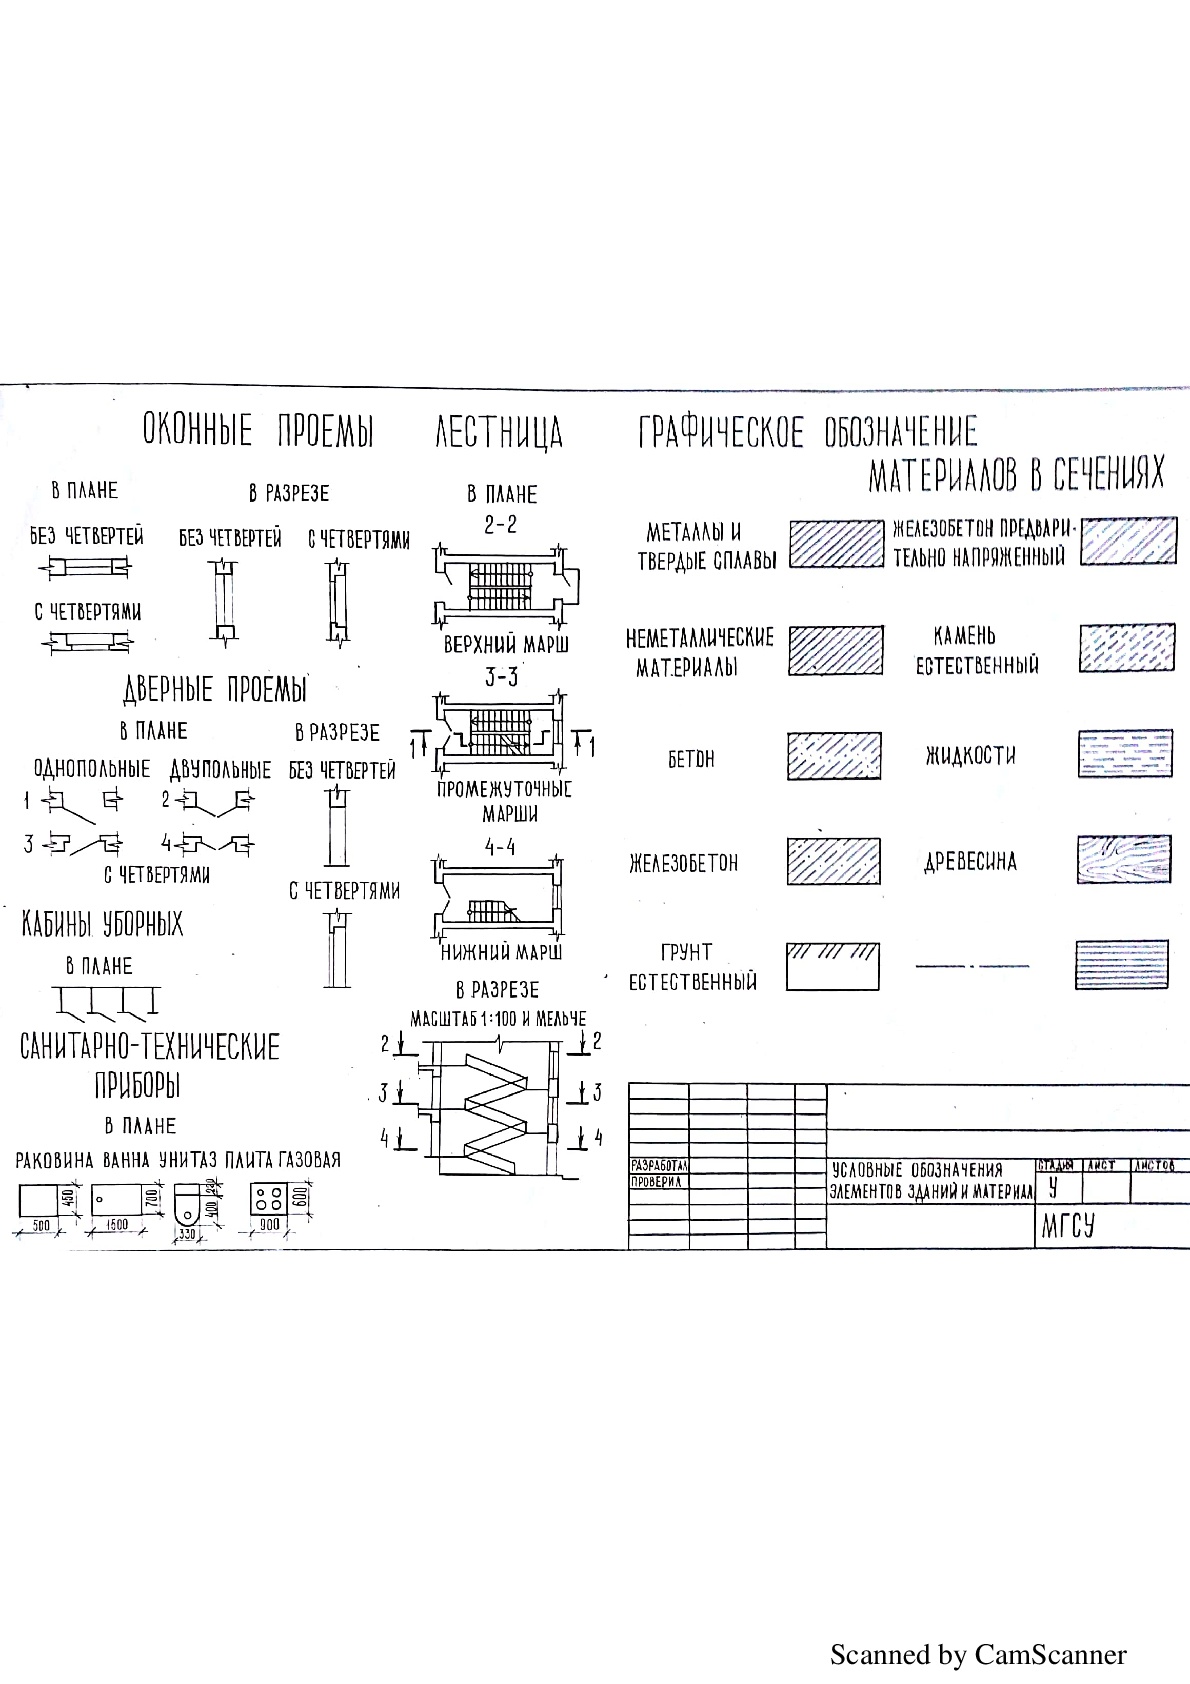 ОКОННЫЕ ПРОЕМЫ
В ПЛАНЕ
В РАЗРЕЗЕ
БЕЗ ЧЕТВЕРТЕЙ
БЕЗ ЧЕТВЕРТЕЙ
С ЧЕТВЕРТЯМИ
С ЧЕТВЕРТЯМИ
ДВЕРНЫЕ ПРОЕМЫ
В ПЛАНЕ
В РАЗРЕЗЕ
ОДНОПОЛЬНЫЕ
ДВУПОЛЬНЫЕ
БЕЗ ЧЕТВЕРТЕЙ
1
2
3
4
С ЧЕТВЕРТЯМИ
С ЧЕТВЕРТЯМИ
КАБИНЫ УБОРНЫХ
В ПЛАНЕ
САНИТАРНО-ТЕХНИЧЕСКИЕ
ПРИБОРЫ
В ПЛАНЕ
РАКОВИНА ВАННА УНИТАЗ ПЛИТА ГАЗОВАЯ
450
500
700
1500
230
400
330
600
900
ЛЕСТНИЦА
В ПЛАНЕ
2-2
ВЕРХНИЙ МАРШ
3-3
1
1
ПРОМЕЖУТОЧНЫЕ
МАРШИ
4-4
НИЖНИЙ МАРШ
В РАЗРЕЗЕ
МАСШТАБ 1:100 И МЕЛЬЧЕ
2
2
3
3
4
4
ГРАФИЧЕСКОЕ ОБОЗНАЧЕНИЕ
МАТЕРИАЛОВ В СЕЧЕНИЯХ
МЕТАЛЛЫ И
ТВЕРДЫЕ СПЛАВЫ
ЖЕЛЕЗОБЕТОН ПРЕДВАРИ-
ТЕЛЬНО НАПРЯЖЕННЫЙ
НЕМЕТАЛЛИЧЕСКИЕ
МАТЕРИАЛЫ
КАМЕНЬ
ЕСТЕСТВЕННЫЙ
БЕТОН
ЖИДКОСТИ
ЖЕЛЕЗОБЕТОН
ДРЕВЕСИНА
ГРУНТ
ЕСТЕСТВЕННЫЙ
РАЗРАБОТАЛ
ПРОВЕРИЛ
УСЛОВНЫЕ ОБОЗНАЧЕНИЯ
ЭЛЕМЕНТОВ ЗДАНИЙ И МАТЕРИАЛ
СТАДИЯ
ЛИСТ
ЛИСТОВ
У
МГСУ
Scanned by CamScanner